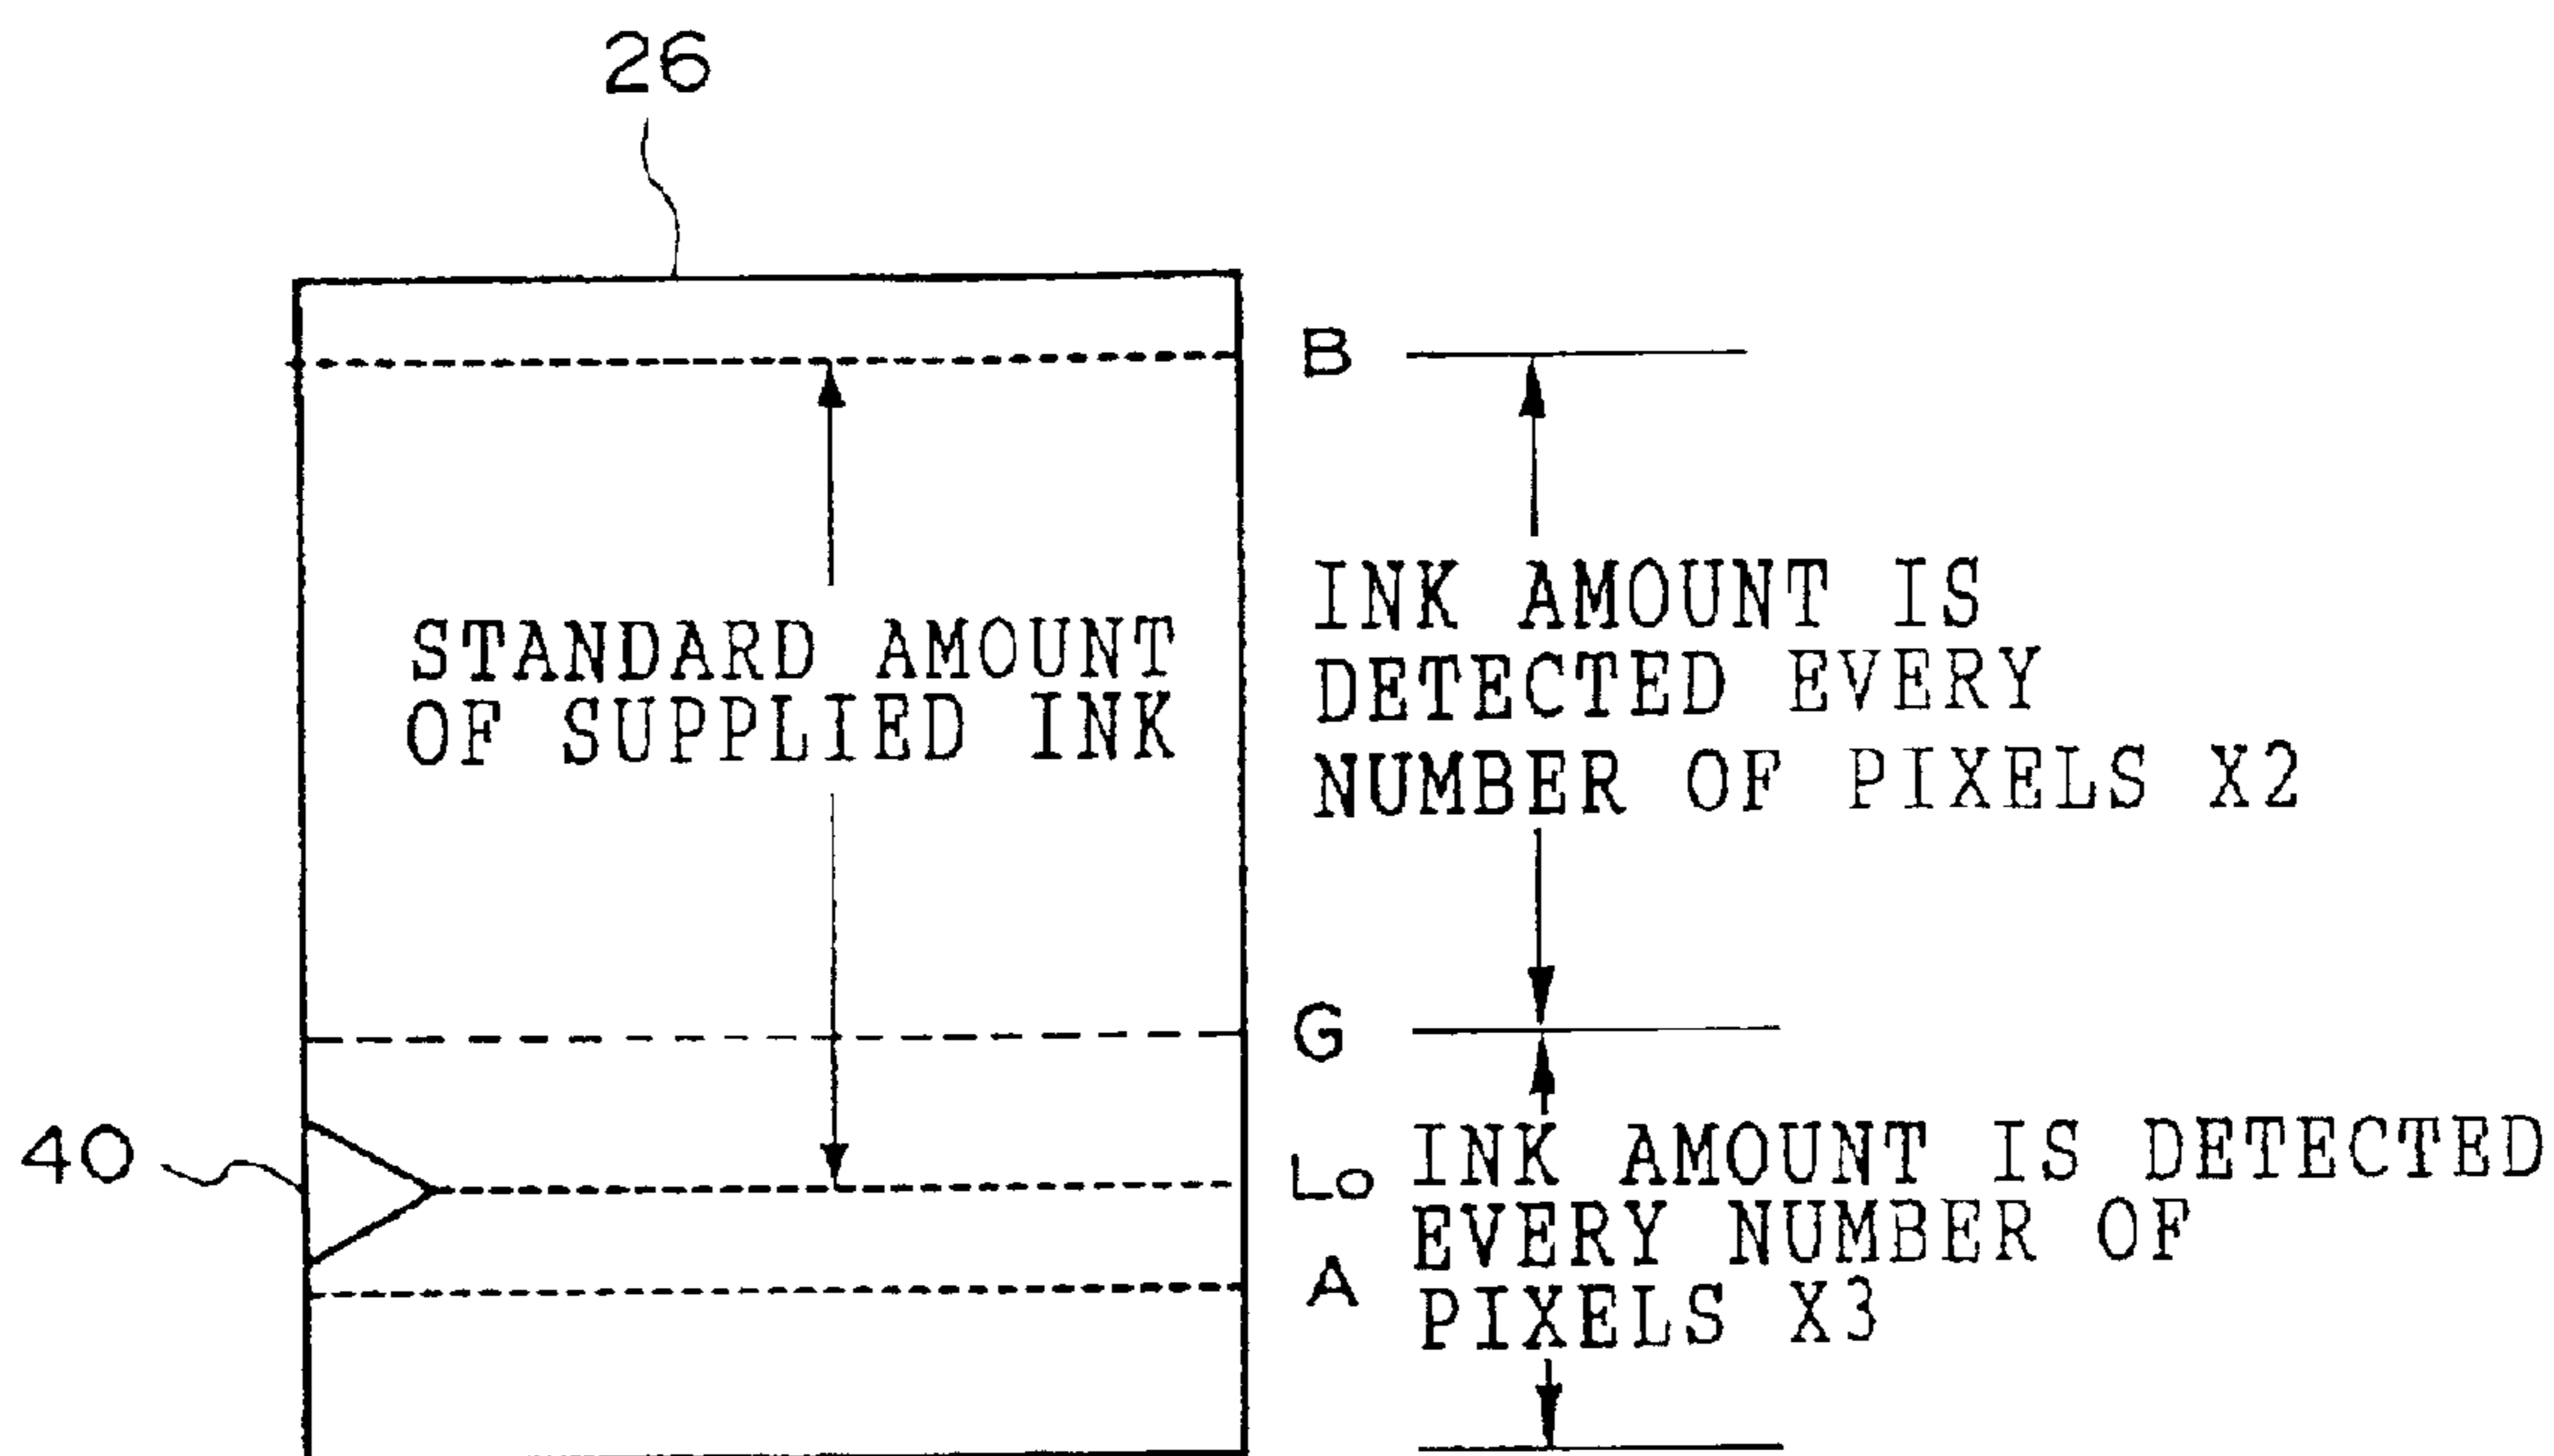 26
B
STANDARD AMOUNT
OF SUPPLIED INK
INK AMOUNT IS
DETECTED EVERY
NUMBER OF PIXELS X2
G
40
Lo
A
INK AMOUNT IS DETECTED
EVERY NUMBER OF
PIXELS X3